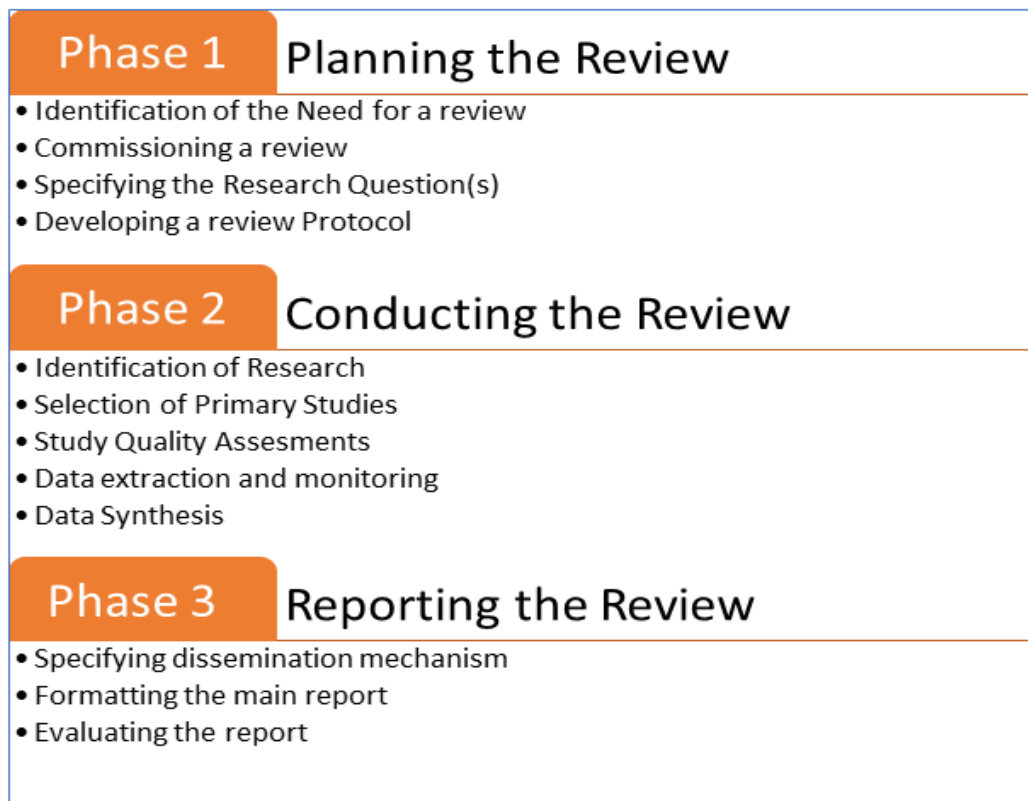 Phase 1 Planning the Review
• Identification of the Need for a review
• Commissioning a review
• Specifying the Research Question(s)
• Developing a review Protocol
Phase 2 Conducting the Review
• Identification of Research
• Selection of Primary Studies
• Study Quality Assesments
• Data extraction and monitoring
• Data Synthesis
Phase 3 Reporting the Review
• Specifying dissemination mechanism
• Formatting the main report
• Evaluating the report